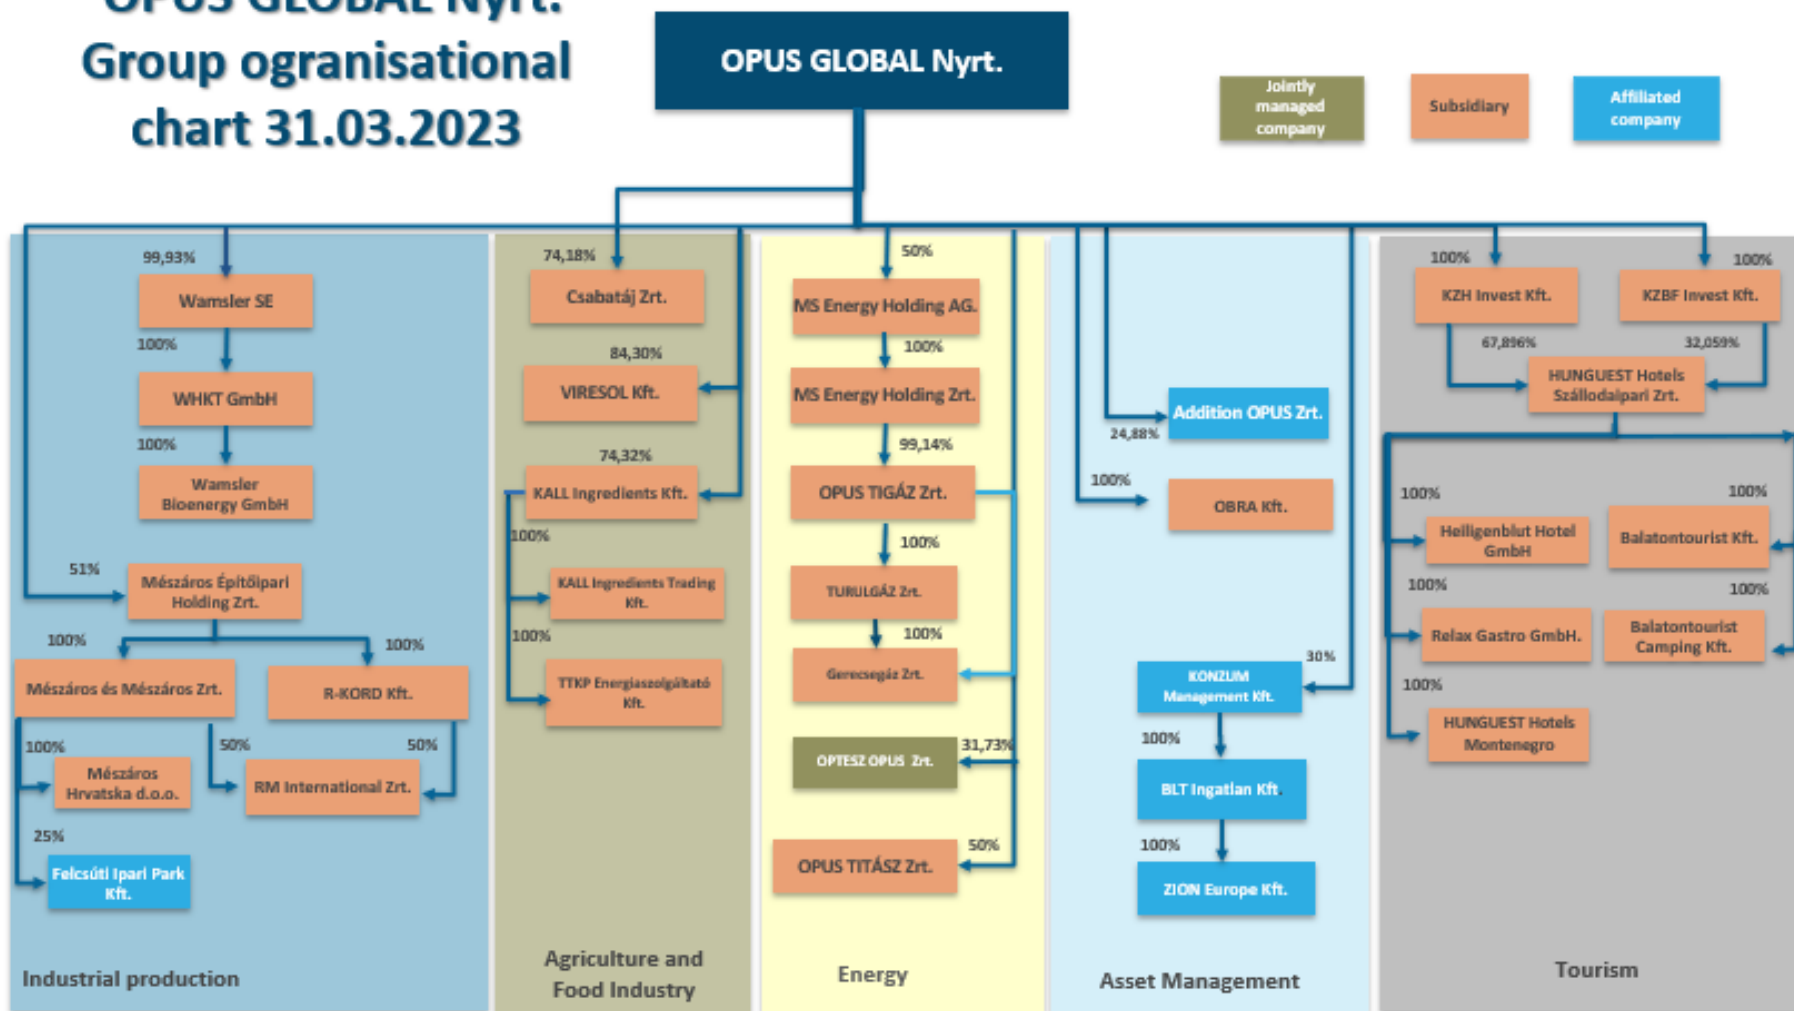 OPUS GLOBAL Nyrt.
Group ogranisational
chart 31.03.2023
OPUS GLOBAL Nyrt.
Jointly
managed
company
Subsidiary
Affiliated
company
99,93%
Wamsler SE
100%
WHKT GmbH
100%
Wamsler
Bioenergy GmbH
51%
Mészáros Építőipari
Holding Zrt.
100%
100%
Mészáros és Mészáros Zrt.
R-KORD Kft.
100%
50%
50%
Mészáros
Hrvatska d.o.o.
RM International Zrt.
25%
Felcsúti Ipari Park
Kft.
Industrial production
74,18%
Csabatáj Zrt.
84,30%
VIRESOL Kft.
74,32%
KALL Ingredients Kft.
100%
KALL Ingredients Trading
Kft.
100%
TTKP Energiaszolgáltató
Kft.
Agriculture and
Food Industry
50%
MS Energy Holding AG.
100%
MS Energy Holding Zrt.
99,14%
OPUS TIGÁZ Zrt.
100%
TURULGÁZ Zrt.
100%
Gerecsegáz Zrt.
31,73%
OPTESZ OPUS Zrt.
50%
OPUS TITÁSZ Zrt.
Energy
Addition OPUS Zrt.
24,88%
100%
OBRA Kft.
30%
KONZUM
Management Kft.
100%
BLT Ingatlan Kft.
100%
ZION Europe Kft.
Asset Management
100%
100%
KZH Invest Kft.
KZBF Invest Kft.
67,896%
32,059%
HUNGUEST Hotels
Szállodaipari Zrt.
100%
100%
Heiligenblut Hotel
GmbH
Balatontourist Kft.
100%
100%
Relax Gastro GmbH.
Balatontourist
Camping Kft.
100%
HUNGUEST Hotels
Montenegro
Tourism